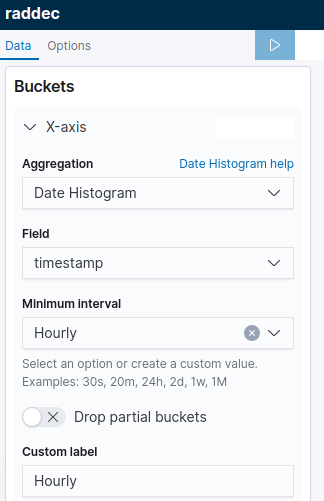 raddec
Data Options
Buckets
X-axis
Aggregation Date Histogram help
Date Histogram
Field
timestamp
Minimum interval
Hourly
Select an option or create a custom value.
Examples: 30s, 20m, 24h, 2d, 1w, 1M
Drop partial buckets
Custom label
Hourly